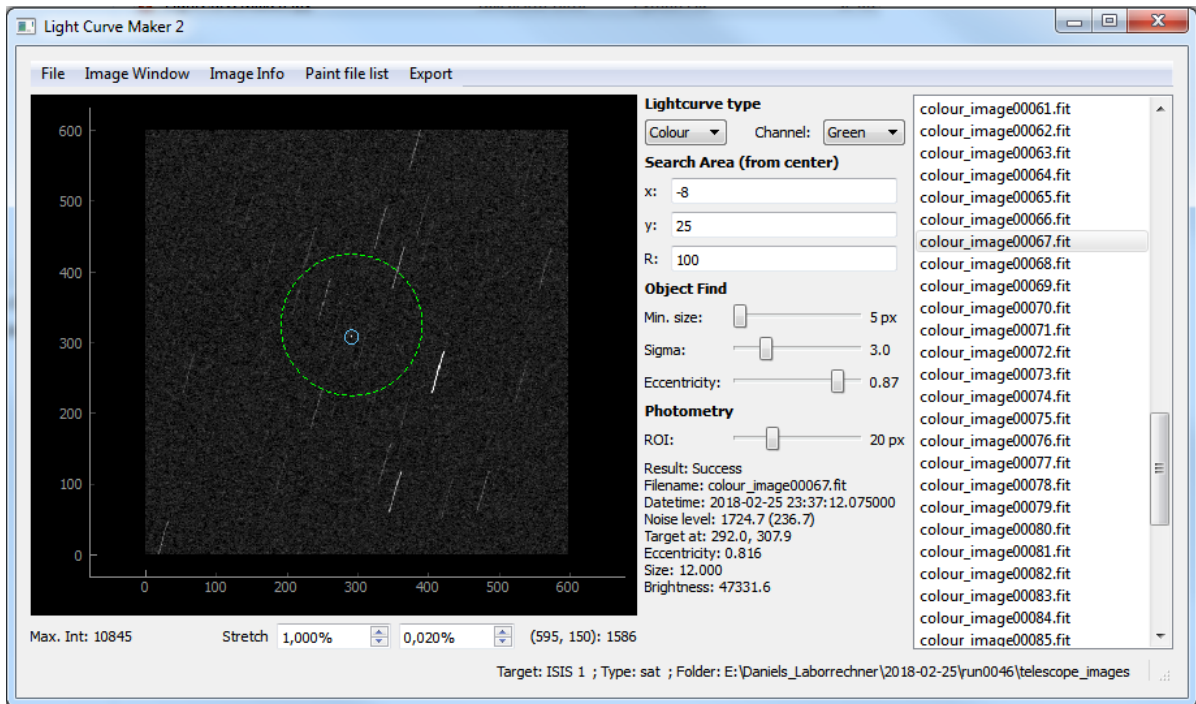 Light Curve Maker 2
File Image Window Image Info Paint file list Export
600
500
400
300
200
100
0
0 100 200 300 400 500 600
Max. Int: 10845 Stretch 1,000% 0,020% (595, 150): 1586
Lightcurve type
Colour Channel: Green
Search Area (from center)
x: -8
y: 25
R: 100
Object Find
Min. size: 5 px
Sigma: 3.0
Eccentricity: 0.87
Photometry
ROI: 20 px
Result: Success
Filename: colour_image00067.fit
Datetime: 2018-02-25 23:37:12.075000
Noise level: 1724.7 (236.7)
Target at: 292.0, 307.9
Eccentricity: 0.816
Size: 12.000
Brightness: 47331.6
colour_image00061.fit
colour_image00062.fit
colour_image00063.fit
colour_image00064.fit
colour_image00065.fit
colour_image00066.fit
colour_image00067.fit
colour_image00068.fit
colour_image00069.fit
colour_image00070.fit
colour_image00071.fit
colour_image00072.fit
colour_image00073.fit
colour_image00074.fit
colour_image00075.fit
colour_image00076.fit
colour_image00077.fit
colour_image00078.fit
colour_image00079.fit
colour_image00080.fit
colour_image00081.fit
colour_image00082.fit
colour_image00083.fit
colour_image00084.fit
colour_image00085.fit
Target: ISIS 1 ; Type: sat ; Folder: E:\Daniels_Laborrechner\2018-02-25\run0046\telescope_images